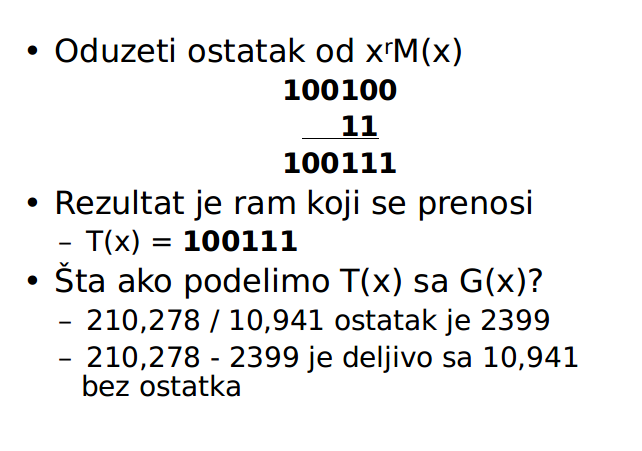 • Oduzeti ostatak od xʳM(x)
100100
11
100111
• Rezultat je ram koji se prenosi
– T(x) = 100111
• Šta ako podelimo T(x) sa G(x)?
– 210,278 / 10,941 ostatak je 2399
– 210,278 - 2399 je deljivo sa 10,941
bez ostatka